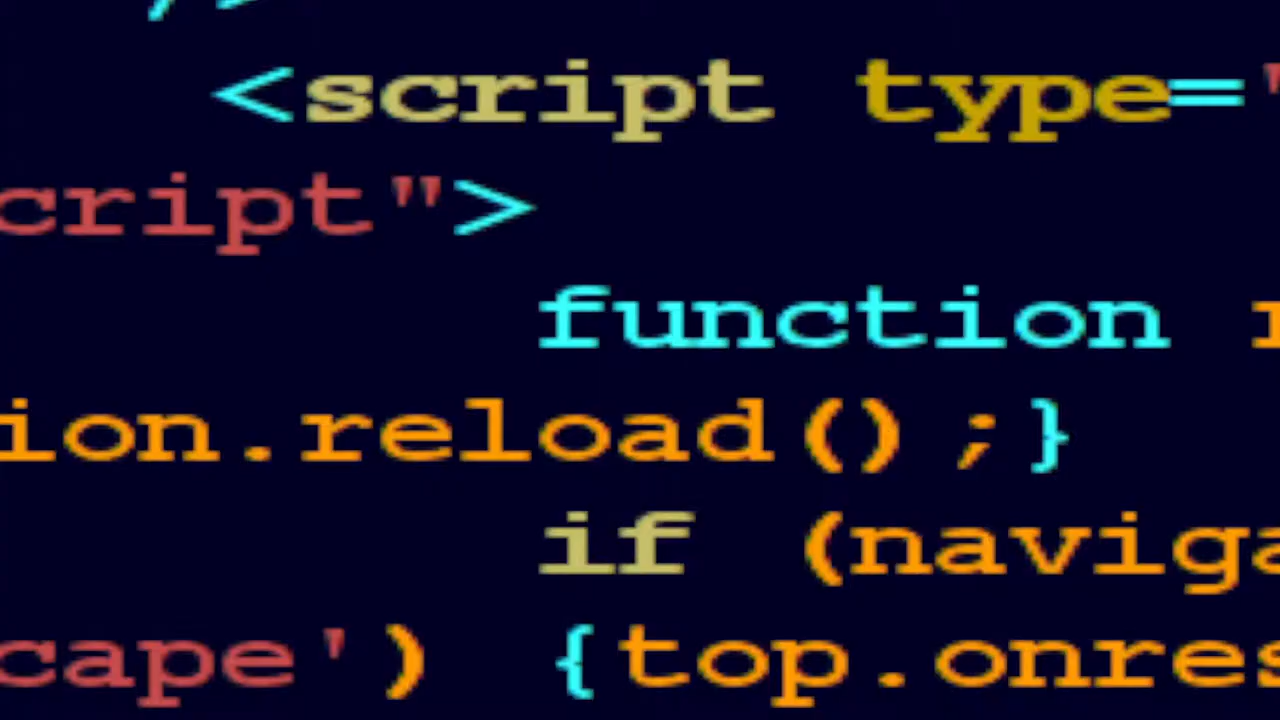 />
<script type="
cript">
function r
ion.reload();}
if (naviga
cape') {top.onres